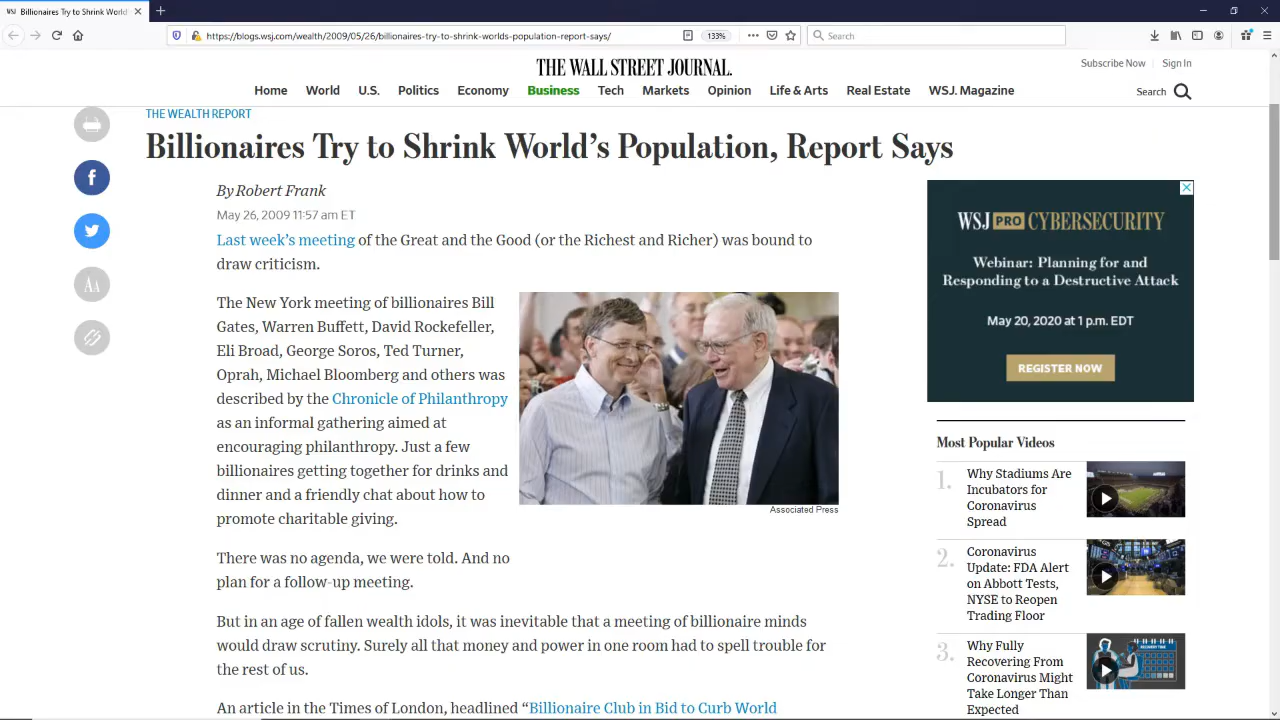 WSJ Billionaires Try to Shrink World'
https://blogs.wsj.com/wealth/2009/05/26/billionaires-try-to-shrink-worlds-population-report-says/
133%
Search
THE WALL STREET JOURNAL.
Subscribe Now
Sign In
Home
World
U.S.
Politics
Economy
Business
Tech
Markets
Opinion
Life & Arts
Real Estate
WSJ. Magazine
Search
THE WEALTH REPORT
Billionaires Try to Shrink World's Population, Report Says
By Robert Frank
May 26, 2009 11:57 am ET
Last week's meeting of the Great and the Good (or the Richest and Richer) was bound to
draw criticism.
The New York meeting of billionaires Bill
Gates, Warren Buffett, David Rockefeller,
Eli Broad, George Soros, Ted Turner,
Oprah, Michael Bloomberg and others was
described by the Chronicle of Philanthropy
as an informal gathering aimed at
encouraging philanthropy. Just a few
billionaires getting together for drinks and
dinner and a friendly chat about how to
promote charitable giving.
Associated Press
There was no agenda, we were told. And no
plan for a follow-up meeting.
But in an age of fallen wealth idols, it was inevitable that a meeting of billionaire minds
would draw scrutiny. Surely all that money and power in one room had to spell trouble for
the rest of us.
An article in the Times of London, headlined “Billionaire Club in Bid to Curb World
WSJ PRO CYBERSECURITY
Webinar: Planning for and
Responding to a Destructive Attack
May 20, 2020 at 1 p.m. EDT
REGISTER NOW
Most Popular Videos
1.
Why Stadiums Are
Incubators for
Coronavirus
Spread
2.
Coronavirus
Update: FDA Alert
on Abbott Tests,
NYSE to Reopen
Trading Floor
3.
Why Fully
Recovering From
Coronavirus Might
Take Longer Than
Expected